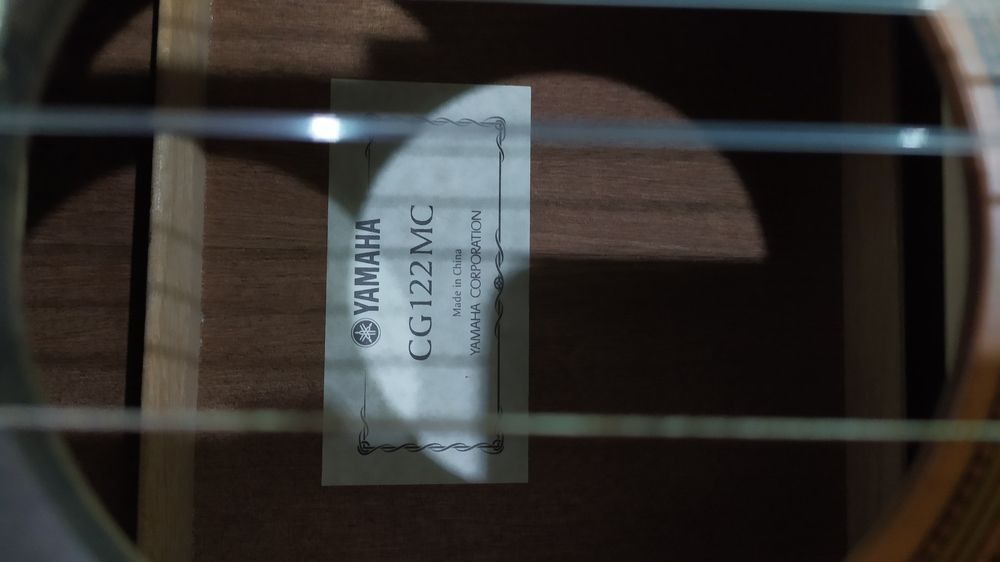 YAMAHA
CG122MC
Made in China
YAMAHA CORPORATION